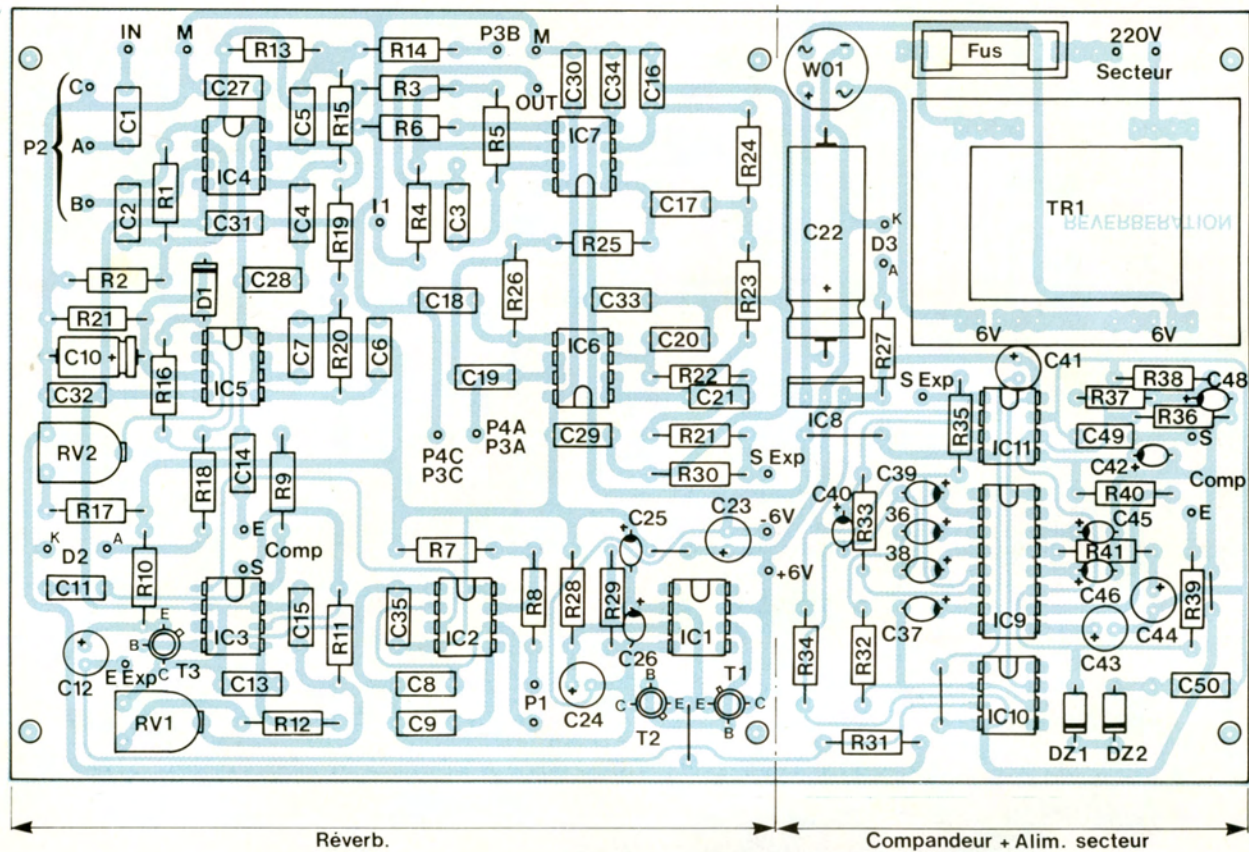 IN M R13 R14 P3B M 220V
Fus Secteur
C C27 R3 C30 C34 C16 W01
OUT
C1 C5 R15 R6 R5 IC7 R24
P2 A
IC4
R1 TR1
B C2 C31 C4 R19 I1 R4 C3 C17 K
REVERBERATION
C22 D3
R25 A
R2 D1 C28 R26 R23
C18 C33
R21 6V 6V
C10 C7 R20 C6 IC6 C20 R27 C41
R16 IC5 C19 R22 S Exp R38 C48
C32 C21 R37
R35 R36
IC8
RV2 P4A C29 R21 IC11 C49 S
P4C P3A
R18 C14 R9 P3C R30 S Exp C42
C39 R40 Comp
R17 C40 R33
E C25 C23 -6V 36 C45 E
K D2 A Comp R7 R41
S 38
C11 R10 +6V C46 R39
E R8 R28 R29
IC3 C15 R11 C35 IC2 IC1 C37 IC9 C44
B C26 R34 R32 C43
C T3
C12 E Exp C13 C8 B T1 C50
P1 C E E C IC10
RV1 R12 C9 C24 T2 B
R31 DZ1 DZ2
Réverb. Compandeur + Alim. secteur